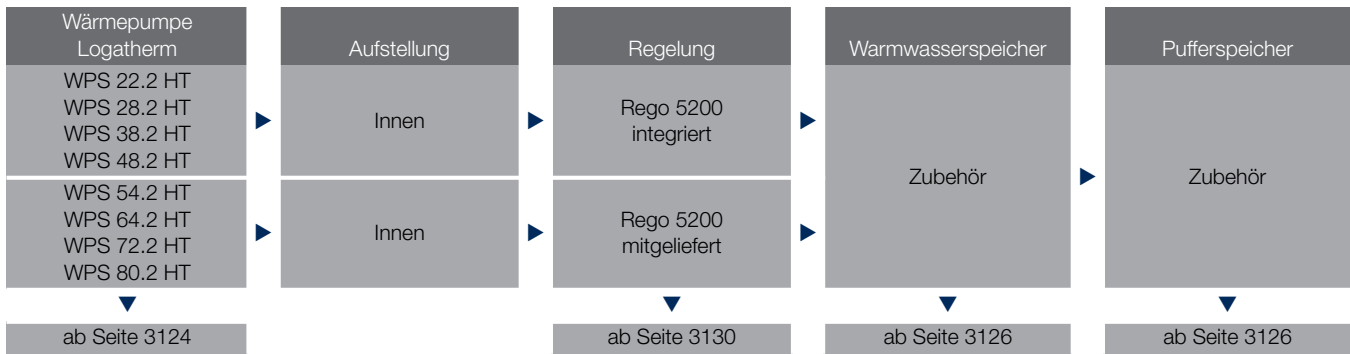 Wärmepumpe
Logatherm
Aufstellung
Regelung
Warmwasserspeicher
Pufferspeicher
WPS 22.2 HT
WPS 28.2 HT
WPS 38.2 HT
WPS 48.2 HT
Innen
Rego 5200
integriert
Zubehör
Zubehör
WPS 54.2 HT
WPS 64.2 HT
WPS 72.2 HT
WPS 80.2 HT
Innen
Rego 5200
mitgeliefert
ab Seite 3124
ab Seite 3130
ab Seite 3126
ab Seite 3126